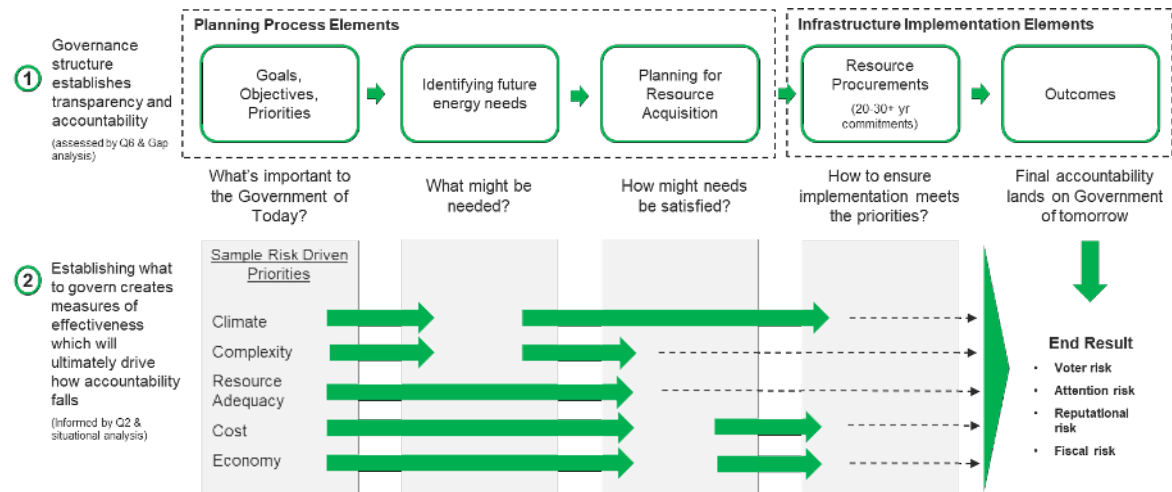 Planning Process Elements
Infrastructure Implementation Elements
1
Governance
structure
establishes
transparency and
accountability
(assessed by Q6 & Gap
analysis)
Goals,
Objectives,
Priorities
Identifying future
energy needs
Planning for
Resource
Acquisition
Resource
Procurements
(20-30+ yr
commitments)
Outcomes
What's important to
the Government of
Today?
What might be
needed?
How might needs
be satisfied?
How to ensure
implementation meets
the priorities?
Final accountability
lands on Government
of tomorrow
2
Establishing what
to govern creates
measures of
effectiveness
which will
ultimately drive
how accountability
falls
(Informed by Q2 &
situational analysis)
Sample Risk Driven
Priorities
Climate
Complexity
Resource
Adequacy
Cost
Economy
End Result
• Voter risk
• Attention risk
• Reputational
risk
• Fiscal risk